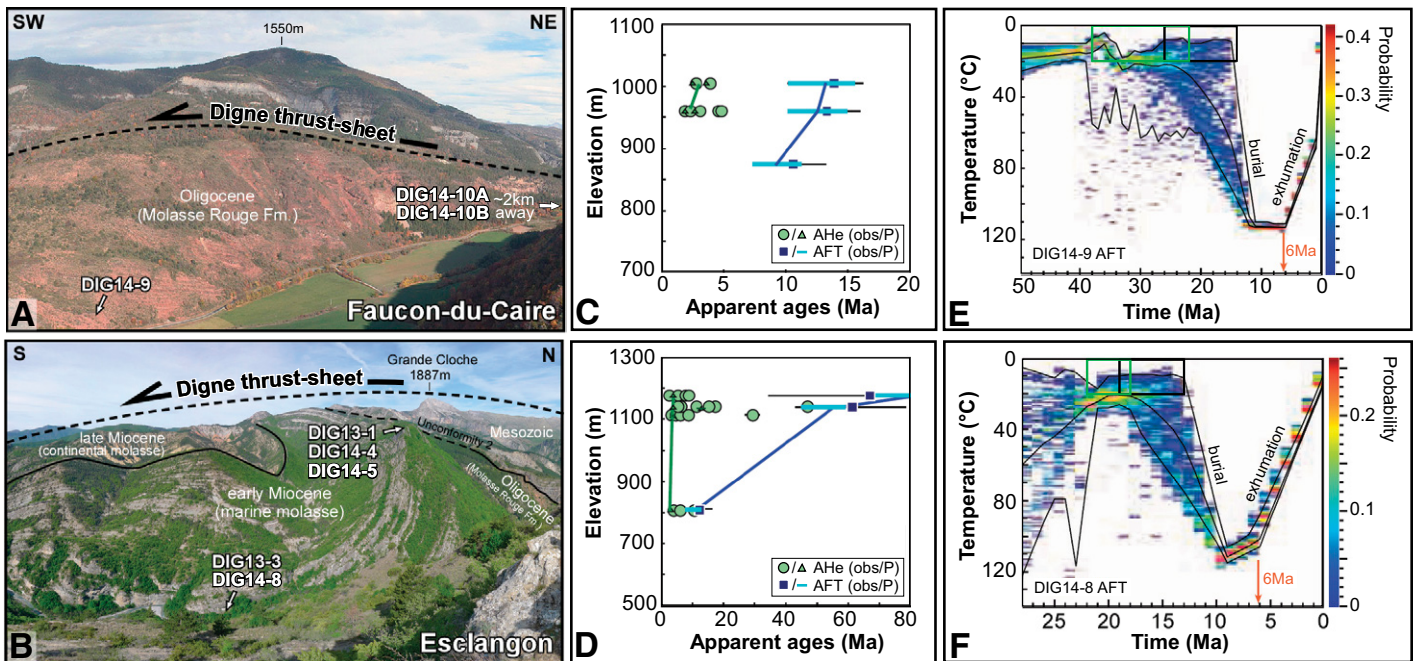 SW
NE
1550m
Digne thrust-sheet
Oligocene
(Molasse Rouge Fm.)
DIG14-10A
DIG14-10B
~2km
away
DIG14-9
A
Faucon-du-Caire
S
N
Grande Cloche
1887m
Digne thrust-sheet
late Miocene
(continental molasse)
DIG13-1
DIG14-4
DIG14-5
Unconformity 2
Mesozoic
early Miocene
(marine molasse)
Oligocene
(Molasse Rouge Fm.)
DIG13-3
DIG14-8
B
Esclangon
1100
1000
900
800
700
Elevation (m)
AHe (obs/P)
AFT (obs/P)
0
5
10
15
20
Apparent ages (Ma)
C
1300
1100
900
700
500
Elevation (m)
AHe (obs/P)
AFT (obs/P)
0
20
40
60
80
Apparent ages (Ma)
D
0
40
80
120
Temperature (°C)
burial
exhumation
DIG14-9 AFT
6Ma
50
40
30
20
10
0
Time (Ma)
0.4
0.3
0.2
0.1
0
Probability
E
0
40
80
120
Temperature (°C)
burial
exhumation
DIG14-8 AFT
6Ma
25
20
15
10
5
0
Time (Ma)
0.2
0.1
0
Probability
F